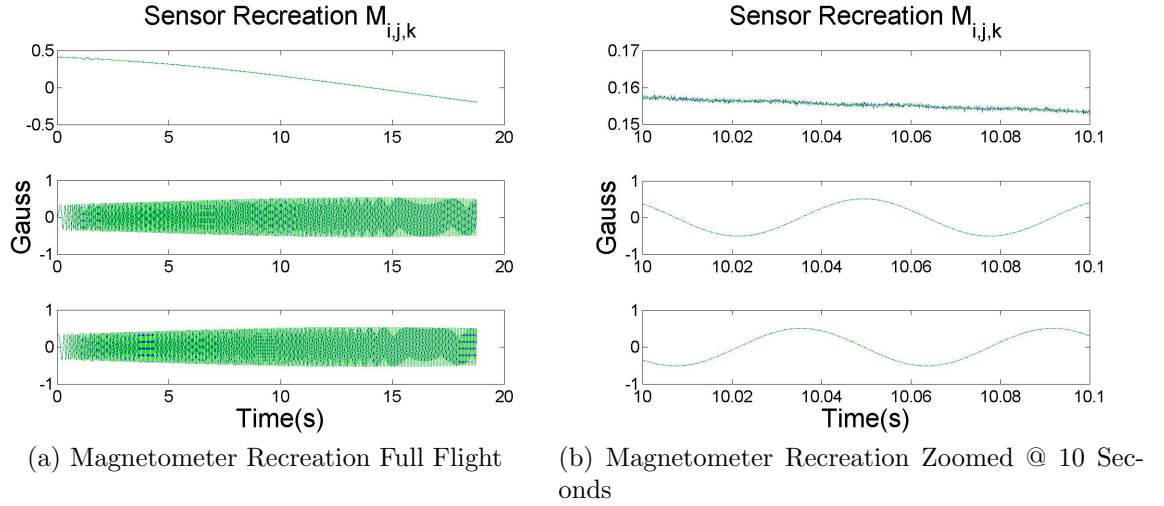 Sensor Recreation M i,j,k
0.5
0
-0.5
0 5 10 15 20
1
0
-1
0 5 10 15 20
1
0
-1
0 5 10 15 20
Gauss
Time(s)
(a) Magnetometer Recreation Full Flight
Sensor Recreation M i,j,k
0.17
0.16
0.15
10 10.02 10.04 10.06 10.08 10.1
1
0
-1
10 10.02 10.04 10.06 10.08 10.1
1
0
-1
10 10.02 10.04 10.06 10.08 10.1
Gauss
Time(s)
(b) Magnetometer Recreation Zoomed @ 10 Sec-
onds